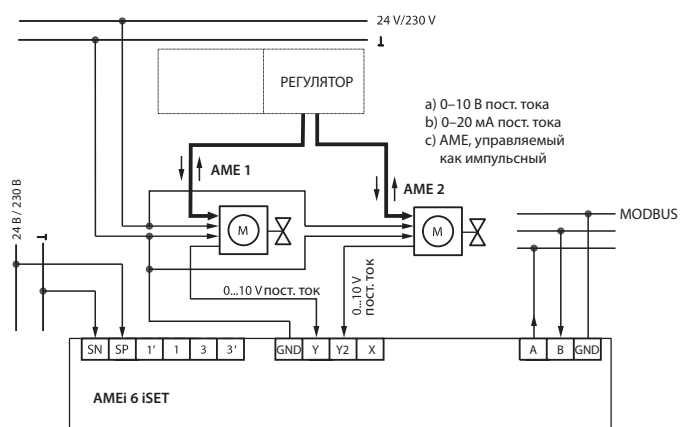 24 V/230 V
РЕГУЛЯТОР
a) 0–10 В пост. тока
b) 0–20 мА пост. тока
c) AME, управляемый
как импульсный
AME 1
AME 2
24 В / 230 В
M
M
MODBUS
0...10 V пост. ток
0...10 V
пост. ток
SN SP 1′ 1 3 3′ GND Y Y2 X A B GND
AMEi 6 iSET